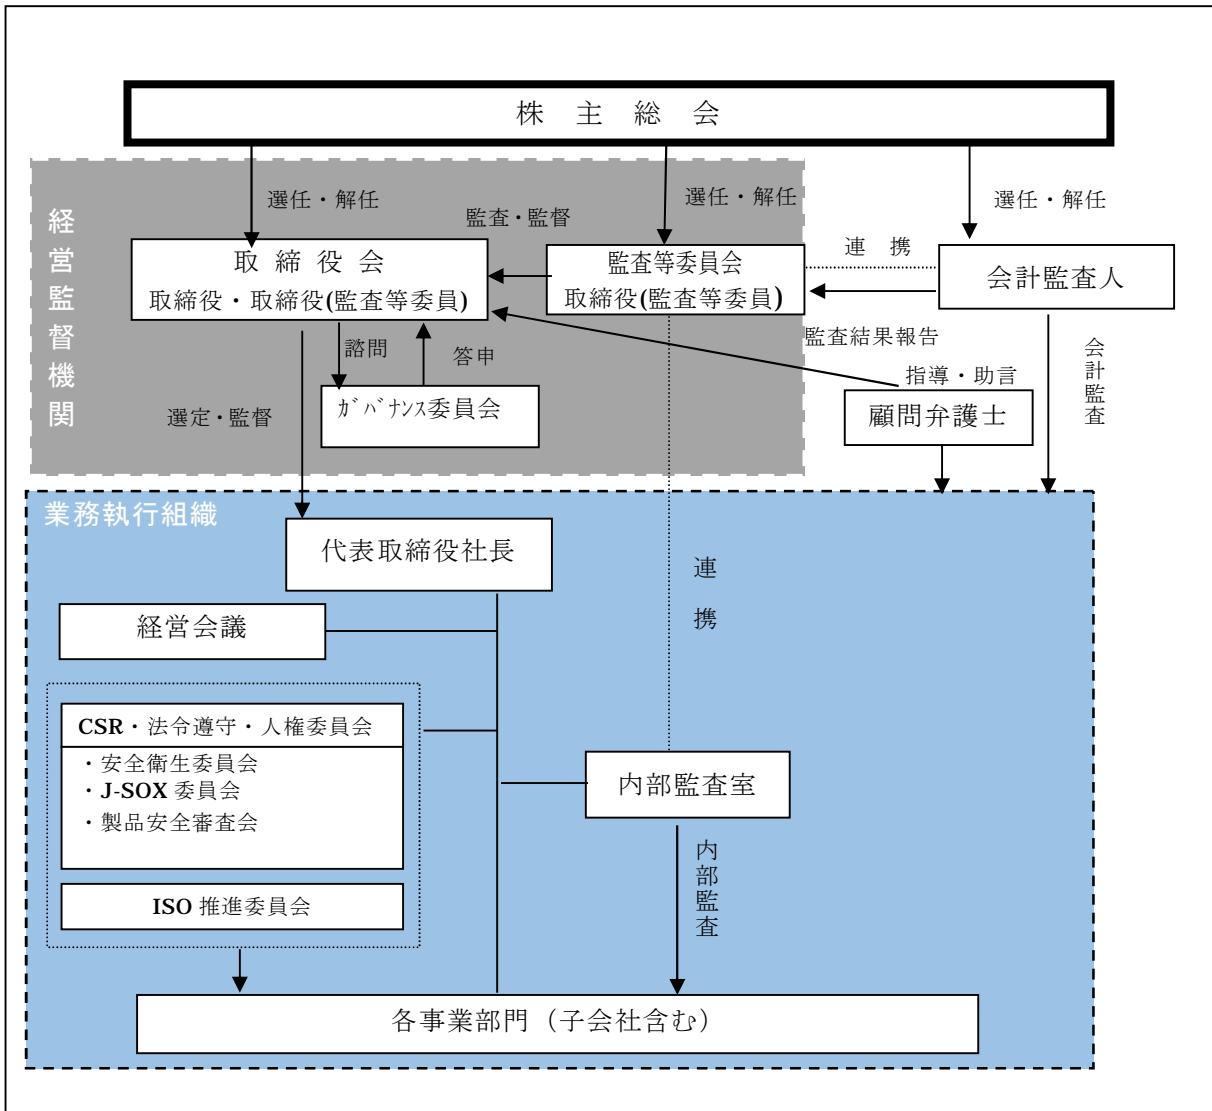 株 主 総 会
選任・解任
選任・解任
選任・解任
監査・監督
経営監督機関
取 締 役 会
取締役・取締役(監査等委員)
監査等委員会
取締役(監査等委員)
連 携
会計監査人
監査結果報告
諮問
答申
指導・助言
会計監査
ｶﾞﾊﾞﾅﾝｽ委員会
選定・監督
顧問弁護士
業務執行組織
代表取締役社長
連携
経営会議
CSR・法令遵守・人権委員会
・安全衛生委員会
・J-SOX 委員会
・製品安全審査会
内部監査室
内部監査
ISO 推進委員会
各事業部門（子会社含む）